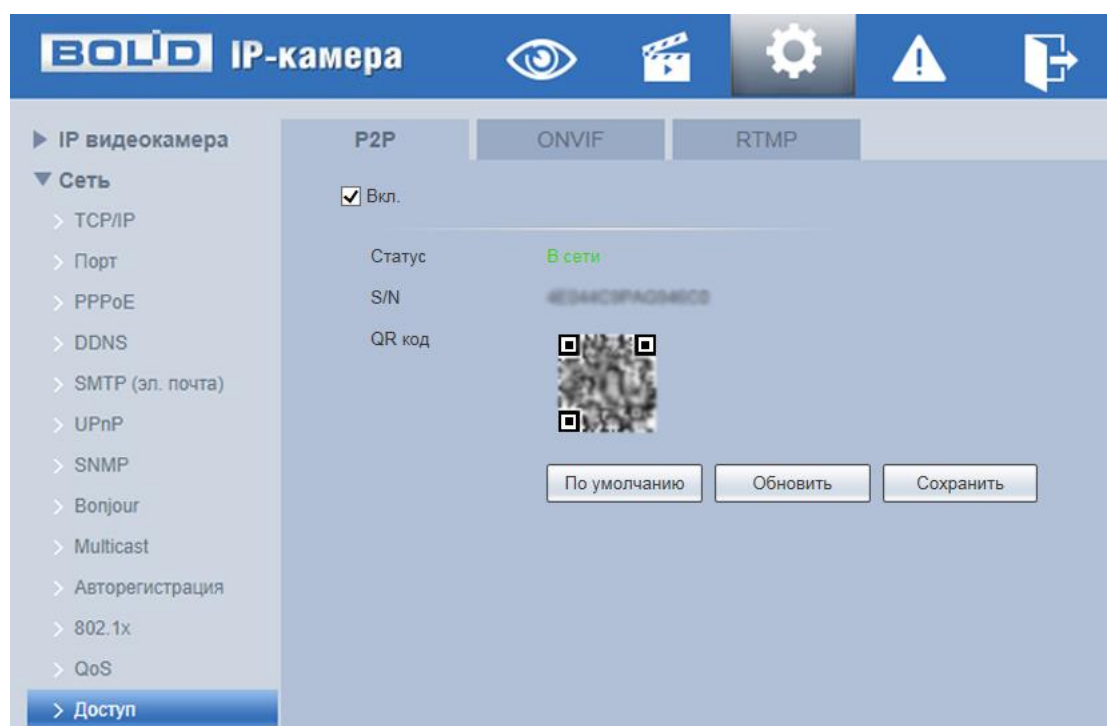 BOLID IP-камера
IP видеокамера
Сеть
TCP/IP
Порт
PPPoE
DDNS
SMTP (эл. почта)
UPnP
SNMP
Bonjour
Multicast
Авторегистрация
802.1x
QoS
Доступ
P2P ONVIF RTMP
Вкл.
Статус В сети
S/N
QR код
По умолчанию Обновить Сохранить